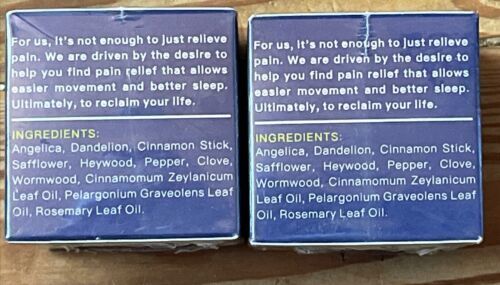 For us, it's not enough to just relieve
pain. We are driven by the desire to
help you find pain relief that allows
easier movement and better sleep.
Ultimately, to reclaim your life.
INGREDIENTS:
Angelica, Dandelion, Cinnamon Stick,
Safflower, Heywood, Pepper, Clove,
Wormwood, Cinnamomum Zeylanicum
Leaf Oil, Pelargonium Graveolens Leaf
Oil, Rosemary Leaf Oil.
For us, it's not enough to just relieve
pain. We are driven by the desire to
help you find pain relief that allows
easier movement and better sleep.
Ultimately, to reclaim your life.
INGREDIENTS:
Angelica, Dandelion, Cinnamon Stick,
Safflower, Heywood, Pepper, Clove,
Wormwood, Cinnamomum Zeylanicum
Leaf Oil, Pelargonium Graveolens Leaf
Oil, Rosemary Leaf Oil.